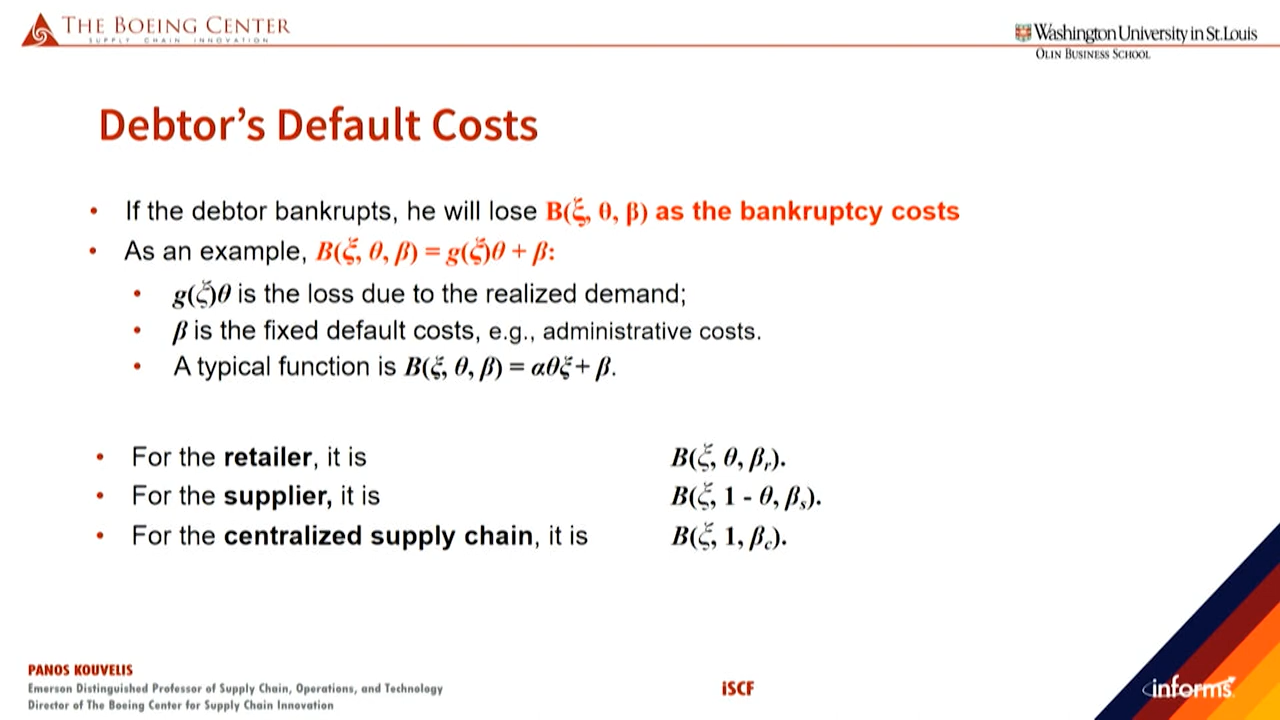 THE BOEING CENTER
SUPPLY CHAIN INNOVATION
Washington University in St.Louis
OLIN BUSINESS SCHOOL
Debtor's Default Costs
• If the debtor bankrupts, he will lose B(ξ, θ, β) as the bankruptcy costs
• As an example, B(ξ, θ, β) = g(ξ)θ + β:
• g(ξ)θ is the loss due to the realized demand;
• β is the fixed default costs, e.g., administrative costs.
• A typical function is B(ξ, θ, β) = αθξ + β.
• For the retailer, it is B(ξ, θ, βr).
• For the supplier, it is B(ξ, 1 - θ, βs).
• For the centralized supply chain, it is B(ξ, 1, βc).
PANOS KOUVELIS
Emerson Distinguished Professor of Supply Chain, Operations, and Technology
Director of The Boeing Center for Supply Chain Innovation
iSCF
informs